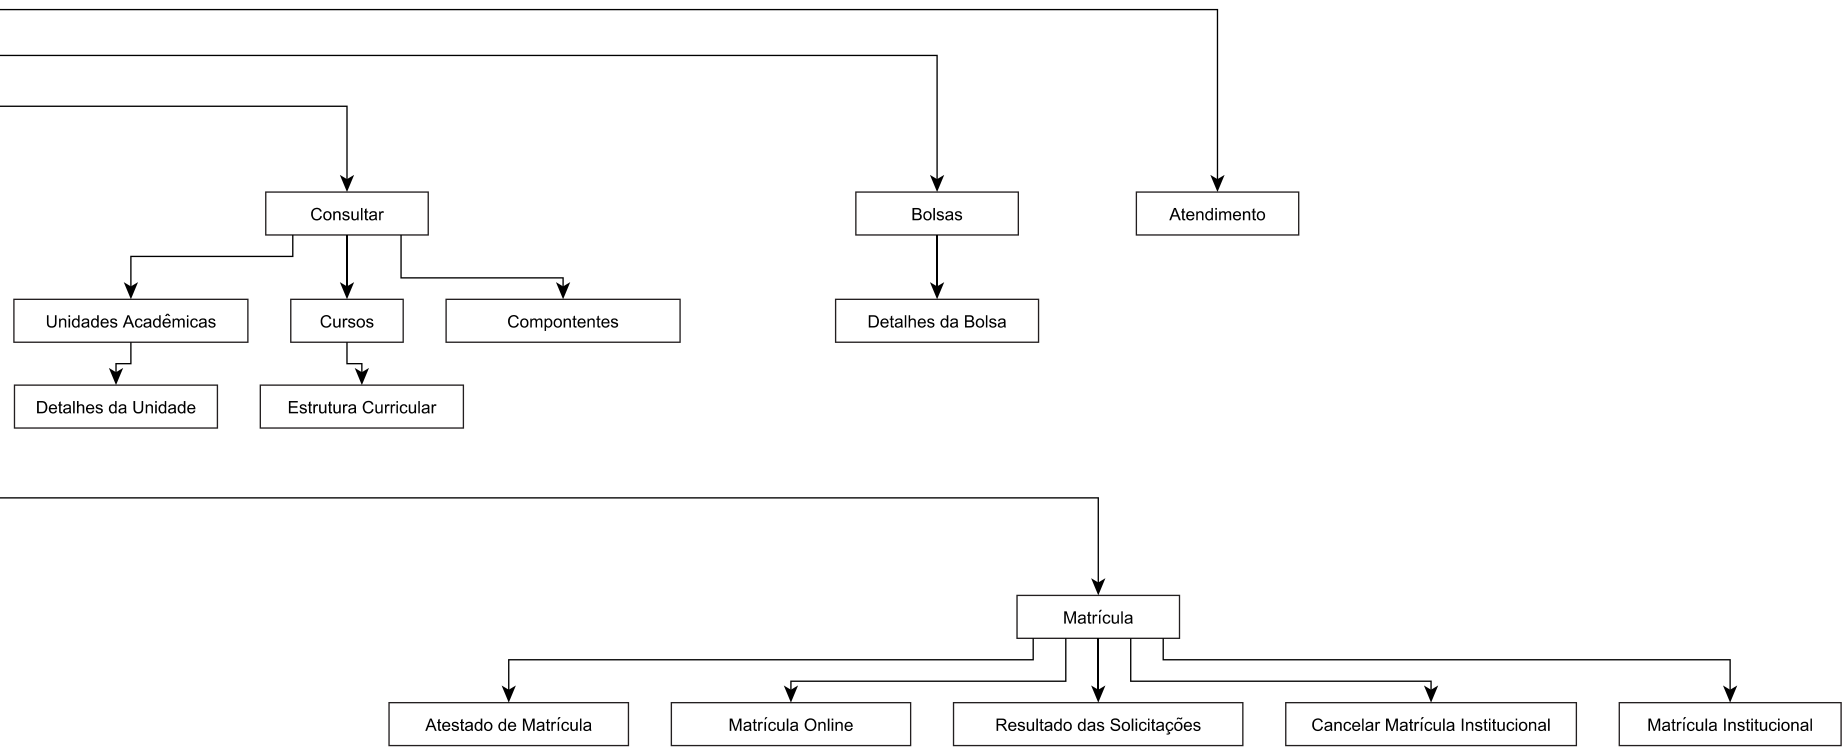 Consultar
Bolsas
Atendimento
Unidades Acadêmicas
Cursos
Compontentes
Detalhes da Bolsa
Detalhes da Unidade
Estrutura Curricular
Matrícula
Atestado de Matrícula
Matrícula Online
Resultado das Solicitações
Cancelar Matrícula Institucional
Matrícula Institucional